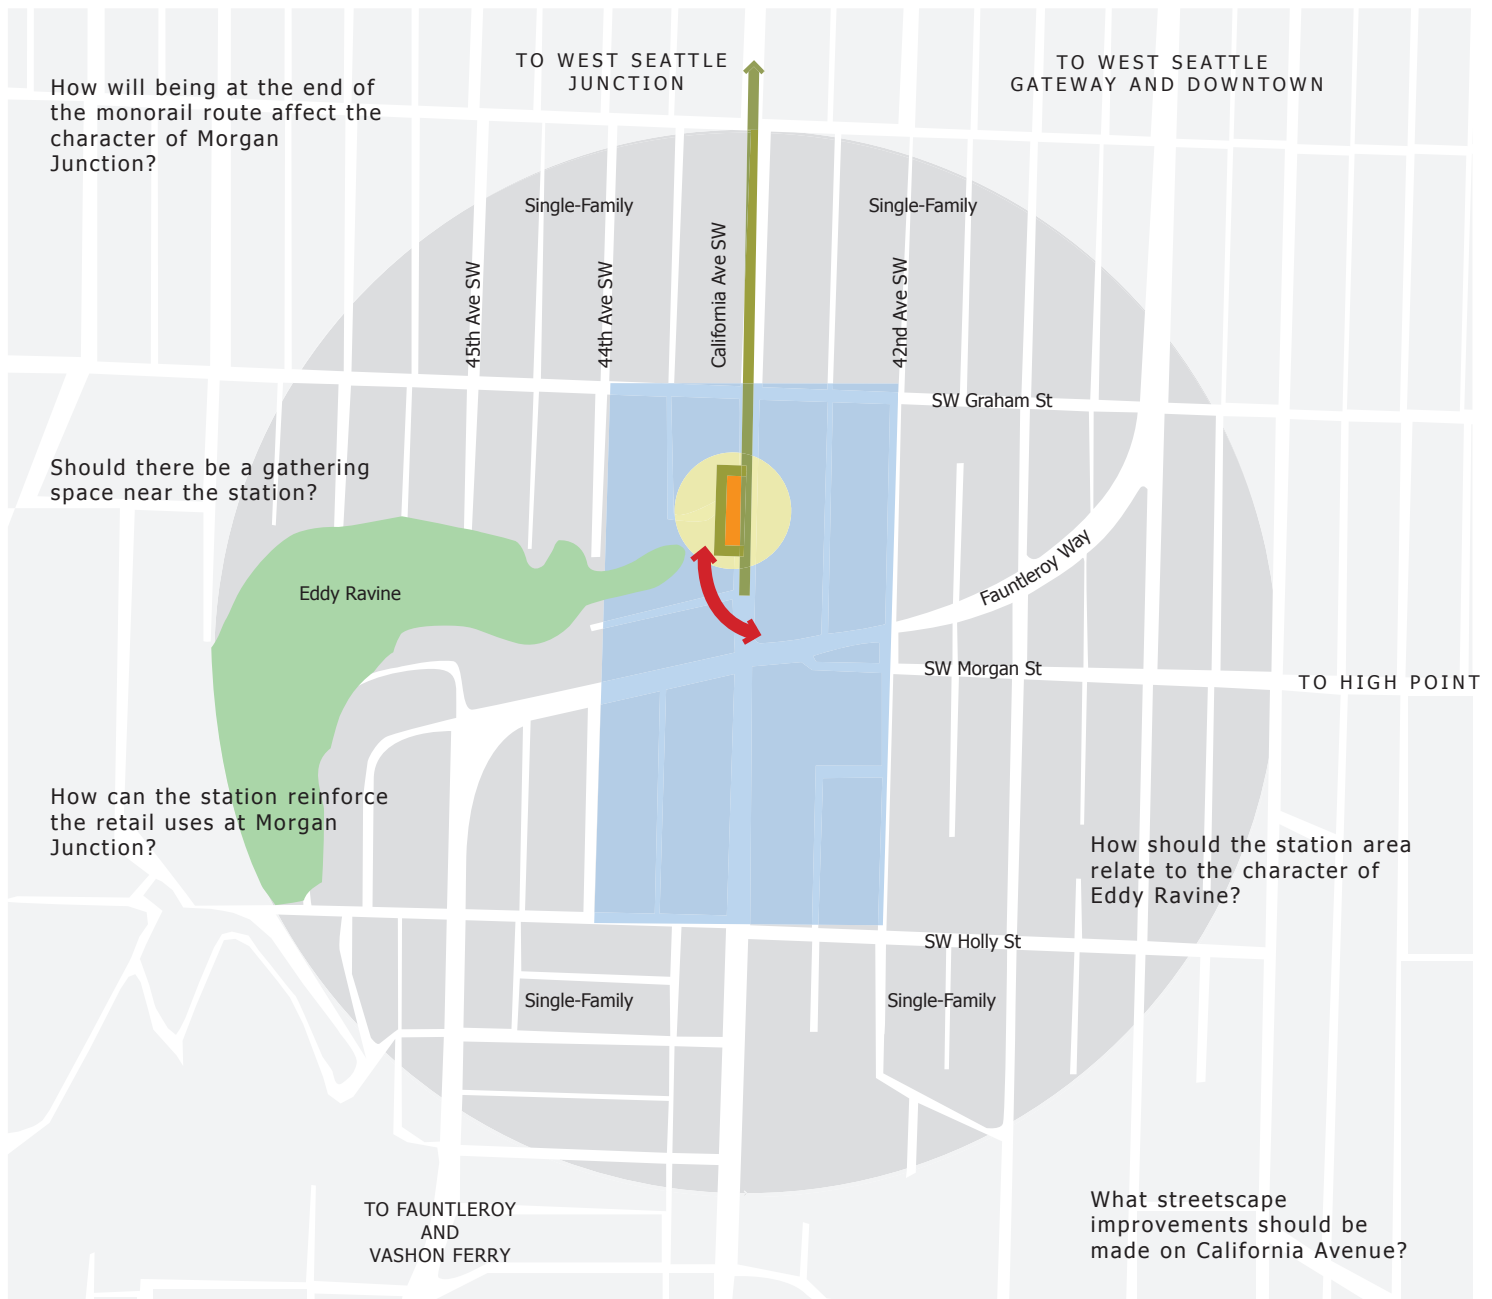 TO WEST SEATTLE
JUNCTION
TO WEST SEATTLE
GATEWAY AND DOWNTOWN
How will being at the end of
the monorail route affect the
character of Morgan
Junction?
Single-Family
Single-Family
45th Ave SW
44th Ave SW
California Ave SW
42nd Ave SW
SW Graham St
Should there be a gathering
space near the station?
Eddy Ravine
Fauntleroy Way
SW Morgan St
TO HIGH POINT
How can the station reinforce
the retail uses at Morgan
Junction?
How should the station area
relate to the character of
Eddy Ravine?
SW Holly St
Single-Family
Single-Family
TO FAUNTLEROY
AND
VASHON FERRY
What streetscape
improvements should be
made on California Avenue?